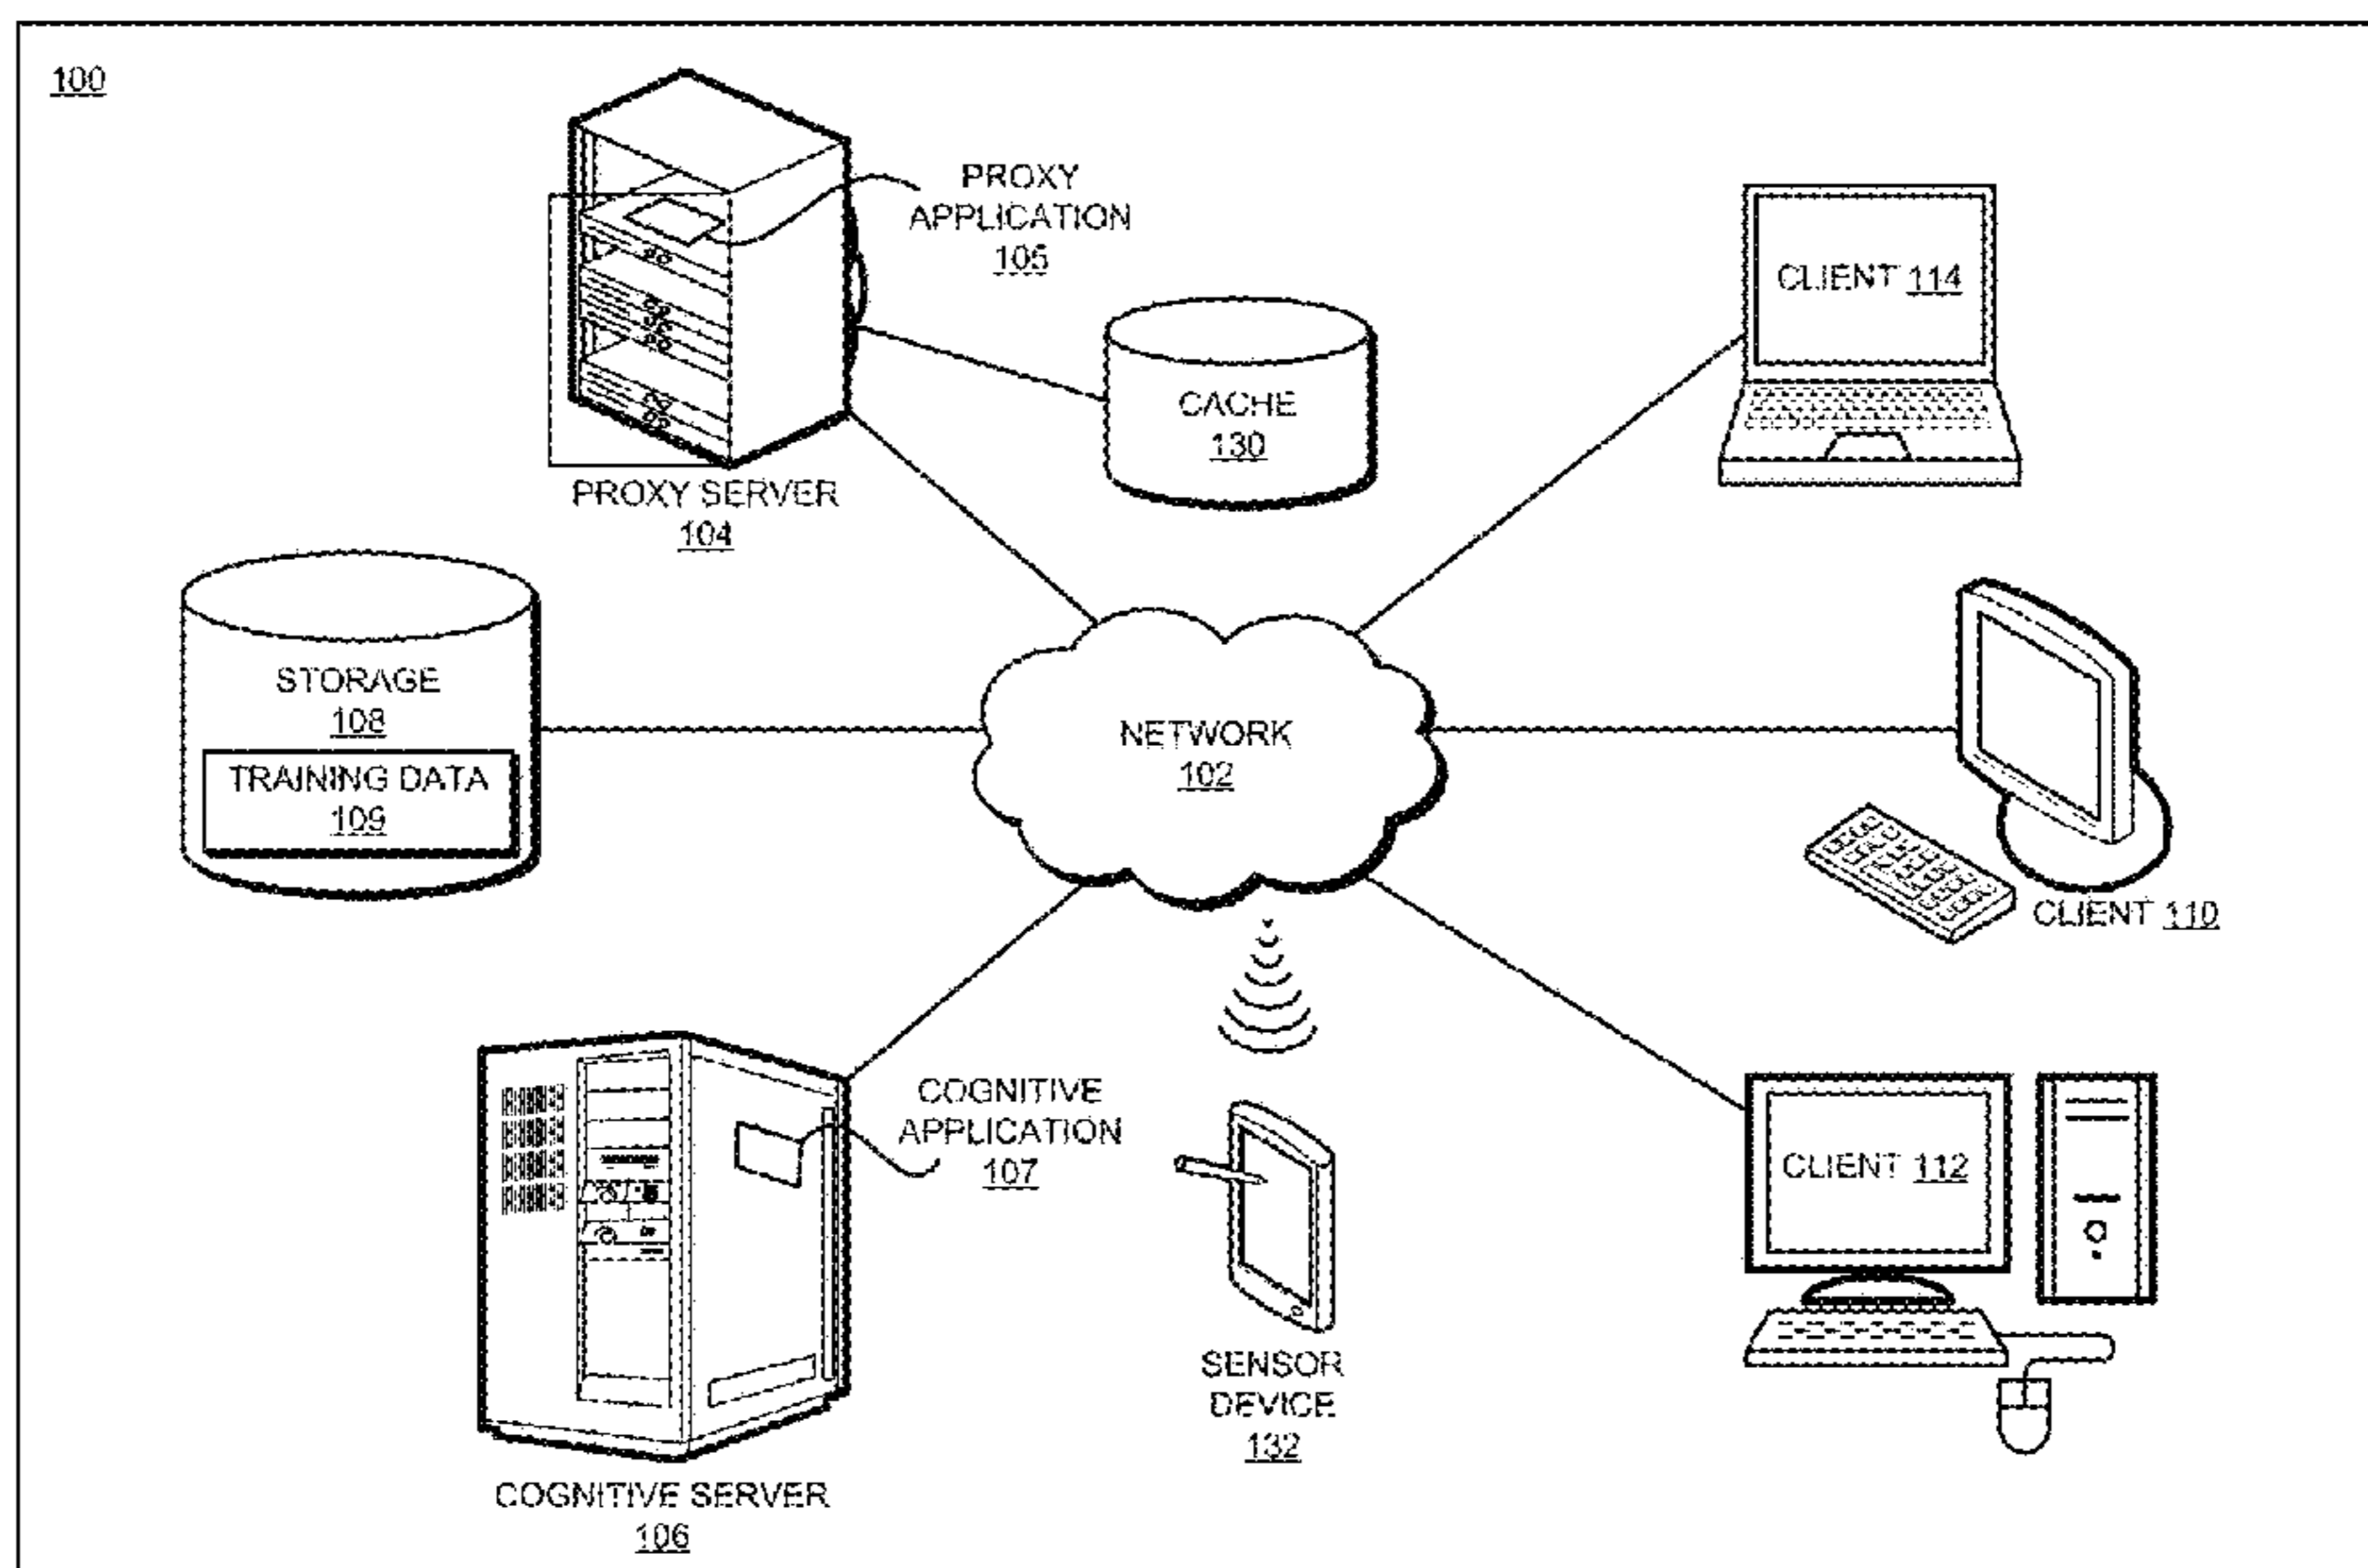 100
PROXY
APPLICATION
105
CLIENT 114
CACHE
130
PROXY SERVER
104
STORAGE
108
TRAINING DATA
109
NETWORK
102
CLIENT 110
COGNITIVE
APPLICATION
107
CLIENT 112
SENSOR
DEVICE
132
COGNITIVE SERVER
106